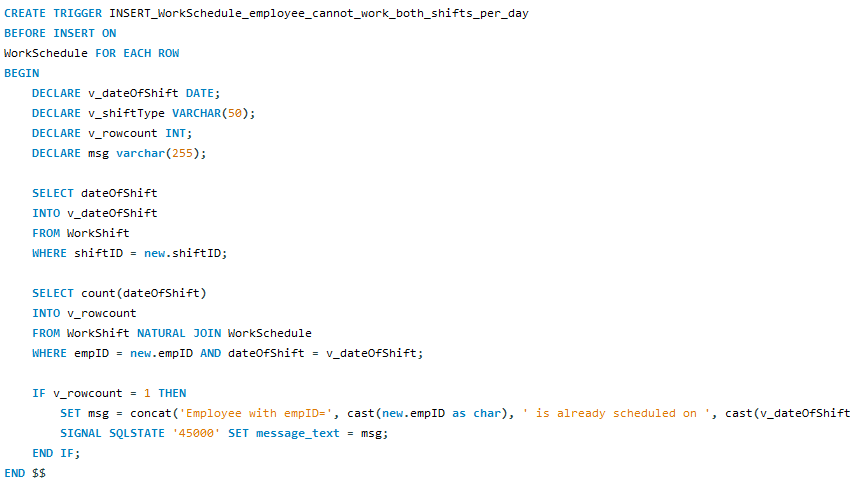 CREATE TRIGGER INSERT_WorkSchedule_employee_cannot_work_both_shifts_per_day
BEFORE INSERT ON
WorkSchedule FOR EACH ROW
BEGIN
    DECLARE v_dateOfShift DATE;
    DECLARE v_shiftType VARCHAR(50);
    DECLARE v_rowcount INT;
    DECLARE msg varchar(255);

    SELECT dateOfShift
    INTO v_dateOfShift
    FROM WorkShift
    WHERE shiftID = new.shiftID;

    SELECT count(dateOfShift)
    INTO v_rowcount
    FROM WorkShift NATURAL JOIN WorkSchedule
    WHERE empID = new.empID AND dateOfShift = v_dateOfShift;

    IF v_rowcount = 1 THEN
        SET msg = concat('Employee with empID=', cast(new.empID as char), ' is already scheduled on ', cast(v_dateOfShift
        SIGNAL SQLSTATE '45000' SET message_text = msg;
    END IF;
END $$